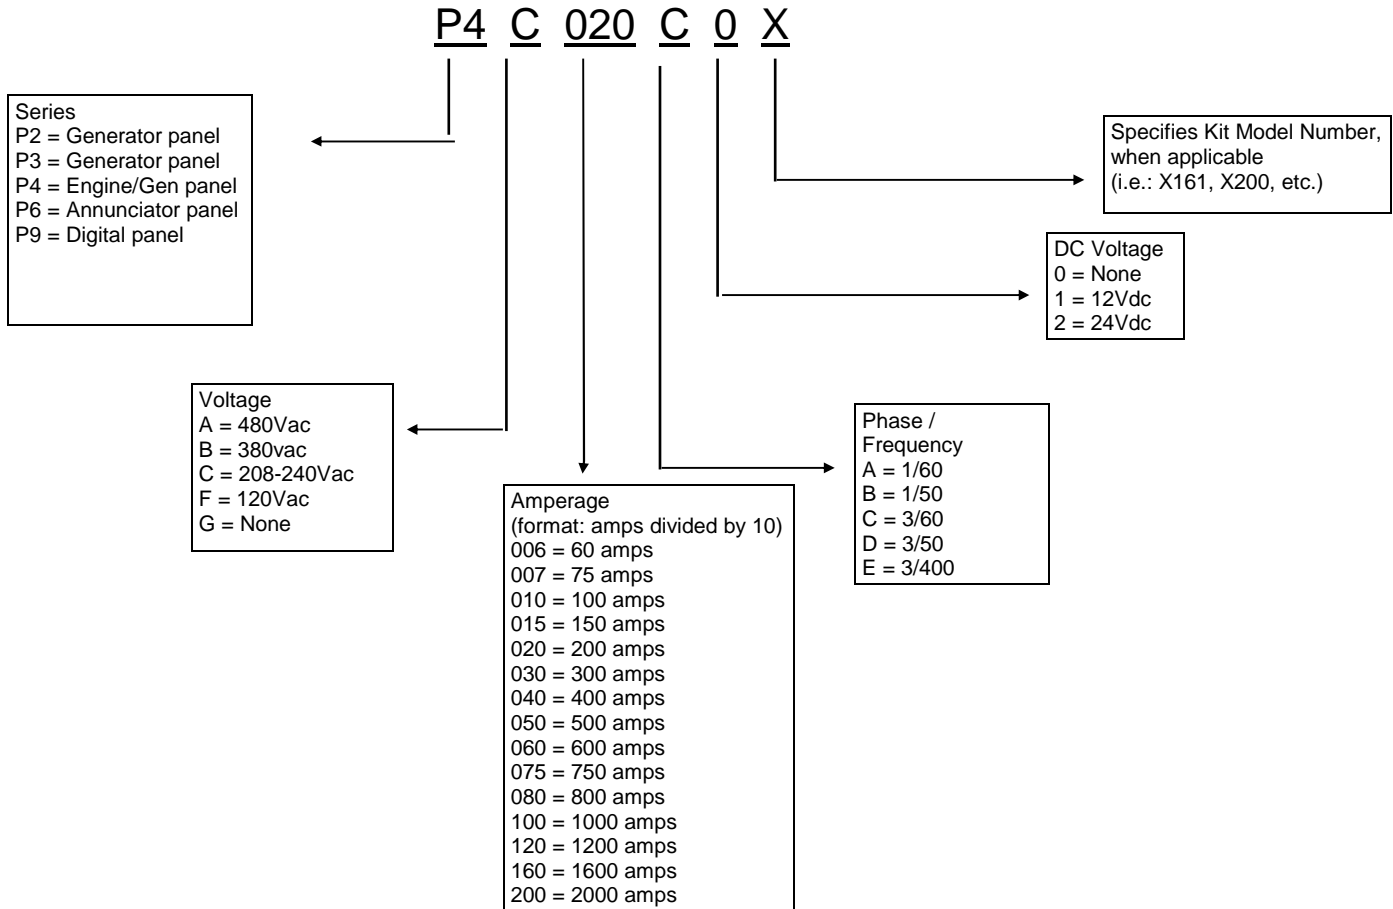 P4 C 020 C 0 X
Series
P2 = Generator panel
P3 = Generator panel
P4 = Engine/Gen panel
P6 = Annunciator panel
P9 = Digital panel
Specifies Kit Model Number,
when applicable
(i.e.: X161, X200, etc.)
DC Voltage
0 = None
1 = 12Vdc
2 = 24Vdc
Voltage
A = 480Vac
B = 380vac
C = 208-240Vac
F = 120Vac
G = None
Phase /
Frequency
A = 1/60
B = 1/50
C = 3/60
D = 3/50
E = 3/400
Amperage
(format: amps divided by 10)
006 = 60 amps
007 = 75 amps
010 = 100 amps
015 = 150 amps
020 = 200 amps
030 = 300 amps
040 = 400 amps
050 = 500 amps
060 = 600 amps
075 = 750 amps
080 = 800 amps
100 = 1000 amps
120 = 1200 amps
160 = 1600 amps
200 = 2000 amps